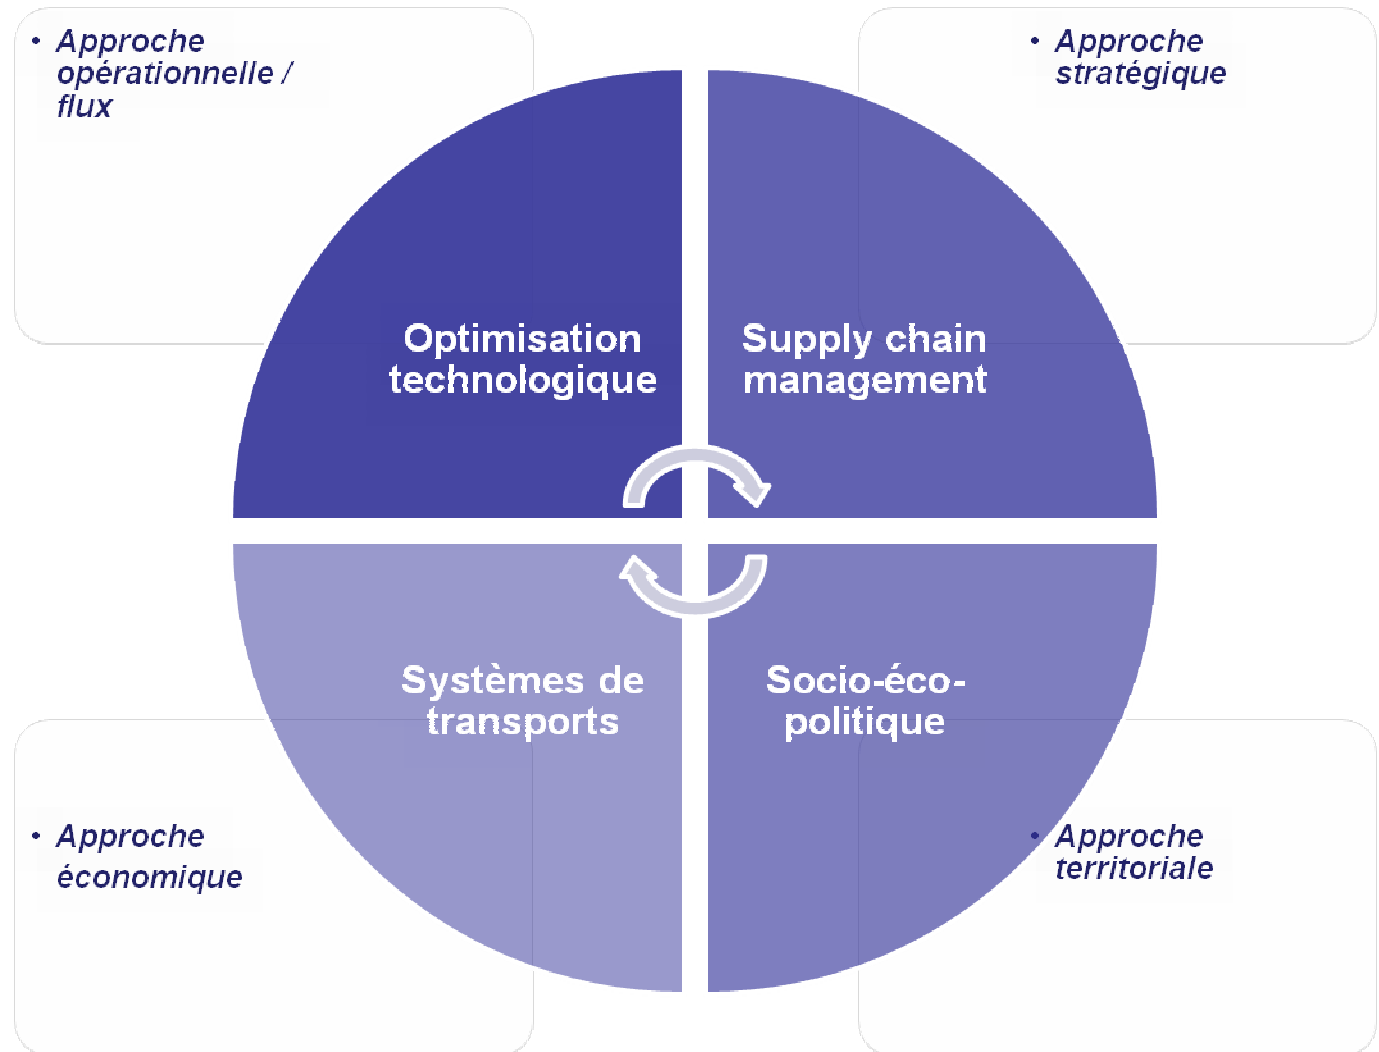 • Approche
opérationnelle /
flux
• Approche
stratégique
Optimisation
technologique
Supply chain
management
Systèmes de
transports
Socio-éco-
politique
• Approche
économique
• Approche
territoriale